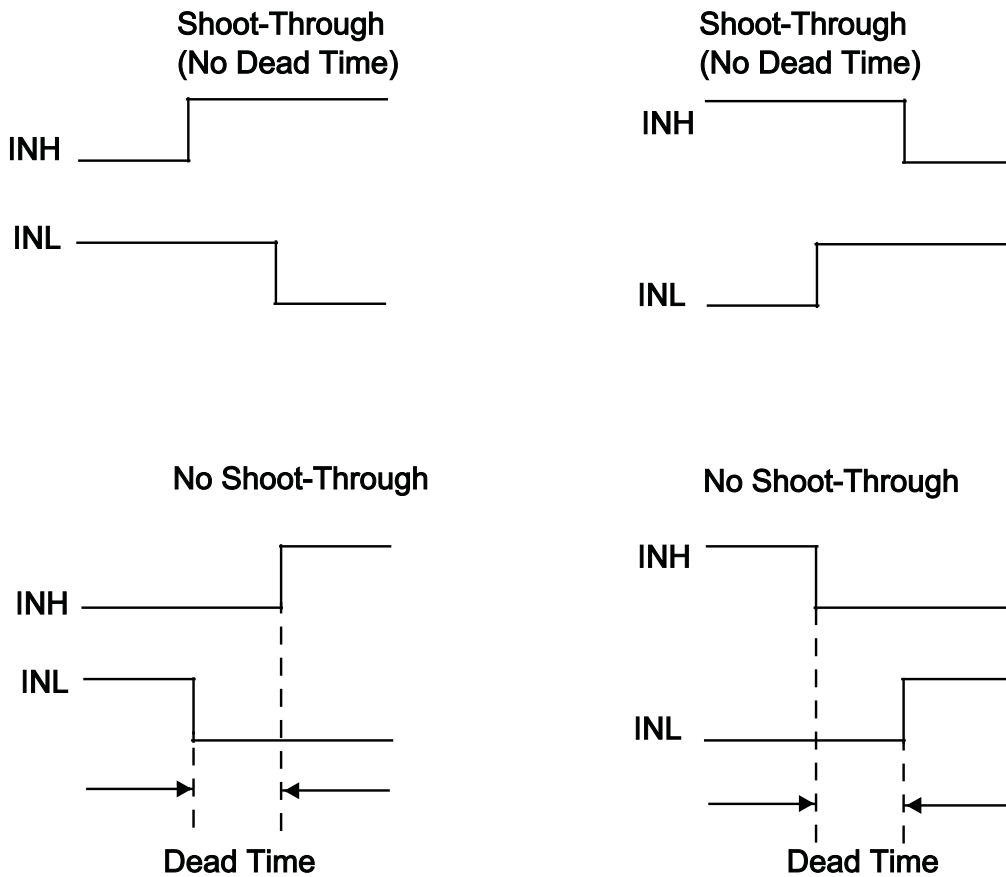 Shoot-Through
(No Dead Time)
INH
INL
Shoot-Through
(No Dead Time)
INH
INL
No Shoot-Through
INH
INL
Dead Time
No Shoot-Through
INH
INL
Dead Time